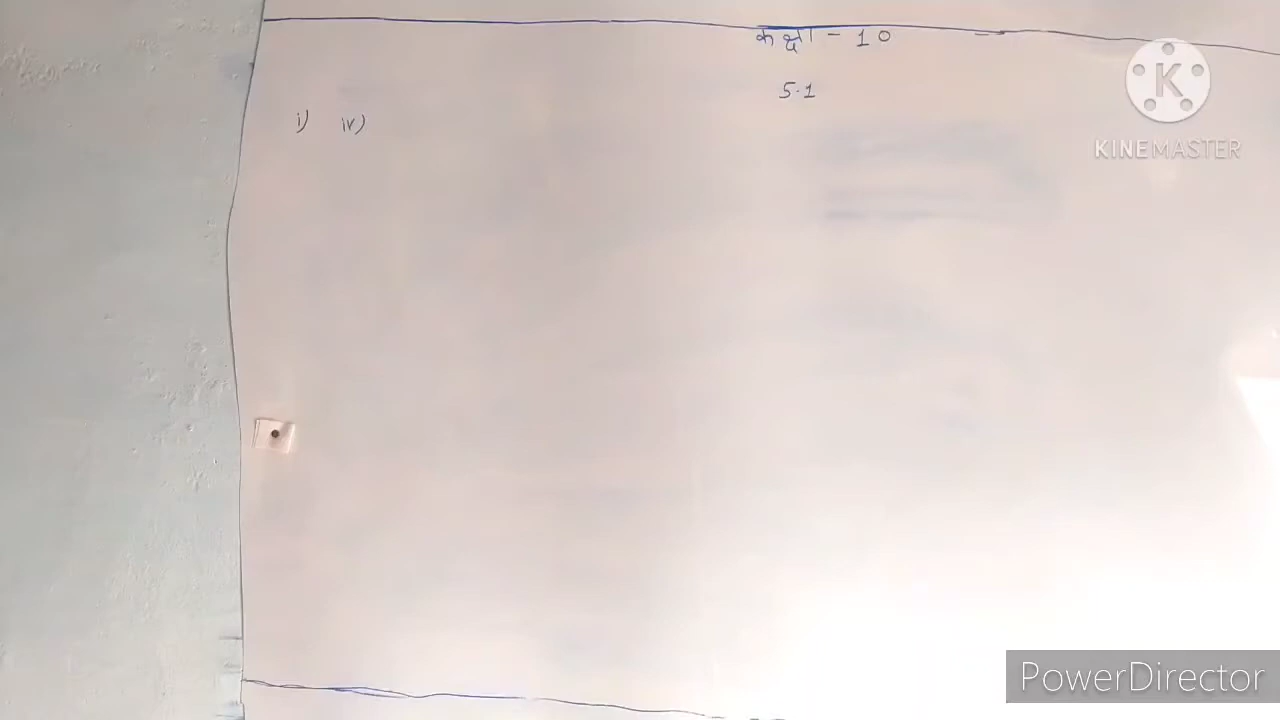 कक्षा - 10 -
5.1
i) iv)
KINEMASTER
PowerDirector